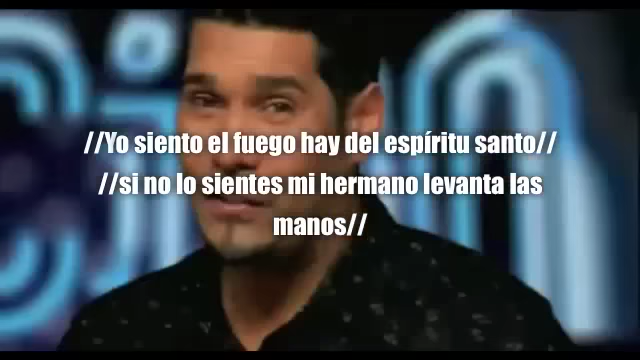 //Yo siento el fuego hay del espíritu santo//
//si no lo sientes mi hermano levanta las
manos//